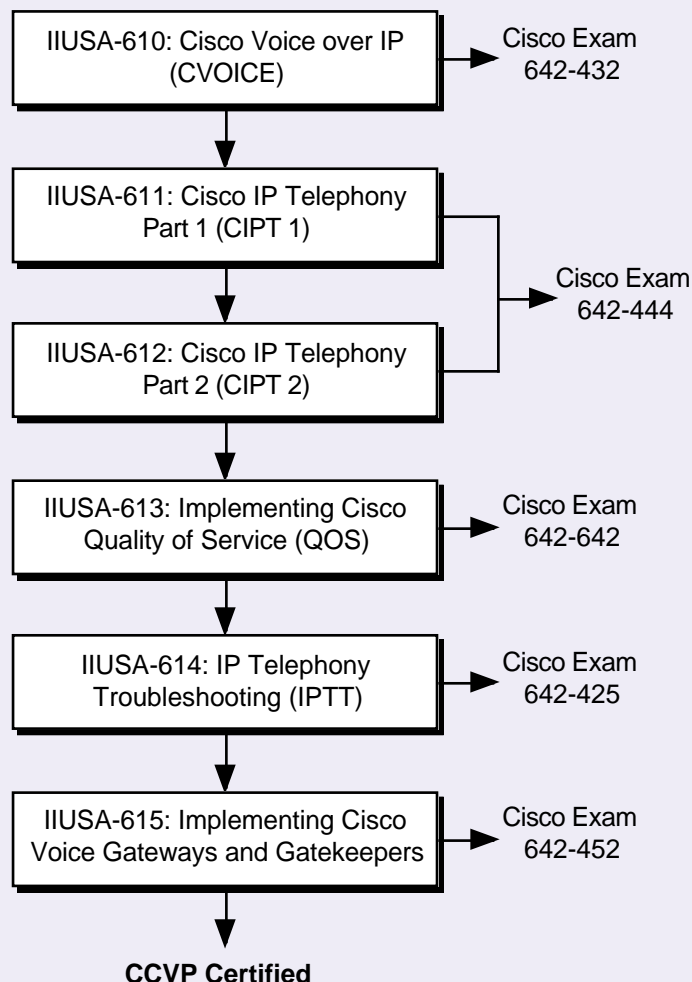 IIUSA-610: Cisco Voice over IP
(CVOICE)
Cisco Exam
642-432
IIUSA-611: Cisco IP Telephony
Part 1 (CIPT 1)
Cisco Exam
642-444
IIUSA-612: Cisco IP Telephony
Part 2 (CIPT 2)
IIUSA-613: Implementing Cisco
Quality of Service (QOS)
Cisco Exam
642-642
IIUSA-614: IP Telephony
Troubleshooting (IPTT)
Cisco Exam
642-425
IIUSA-615: Implementing Cisco
Voice Gateways and Gatekeepers
Cisco Exam
642-452
CCVP Certified